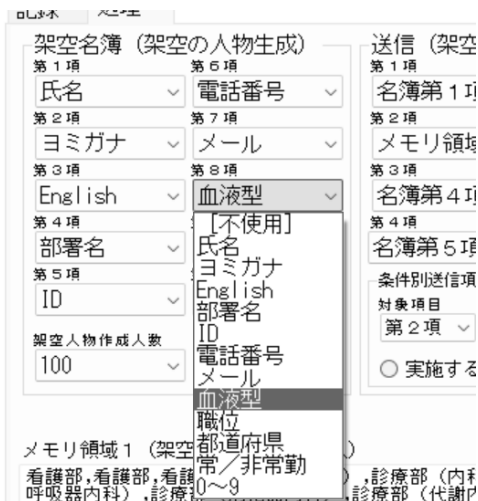 記録 処理
架空名簿（架空の人物生成）
第１項
氏名
第２項
ヨミガナ
第３項
English
第４項
部署名
第５項
ID
架空人物作成人数
100
第６項
電話番号
第７項
メール
第８項
血液型
[不使用]
氏名
ヨミガナ
English
部署名
ID
電話番号
メール
血液型
職位
都道府県
常／非常勤
0～9
送信（架空
第１項
名簿第１項
第２項
メモリ領域
第３項
名簿第４項
第４項
名簿第５項
条件別送信項
対象項目
第２項
実施する
メモリ領域１（架空
看護部,看護部,看護
),診療部（内科
呼吸器内科）,診療
診療部（代謝内